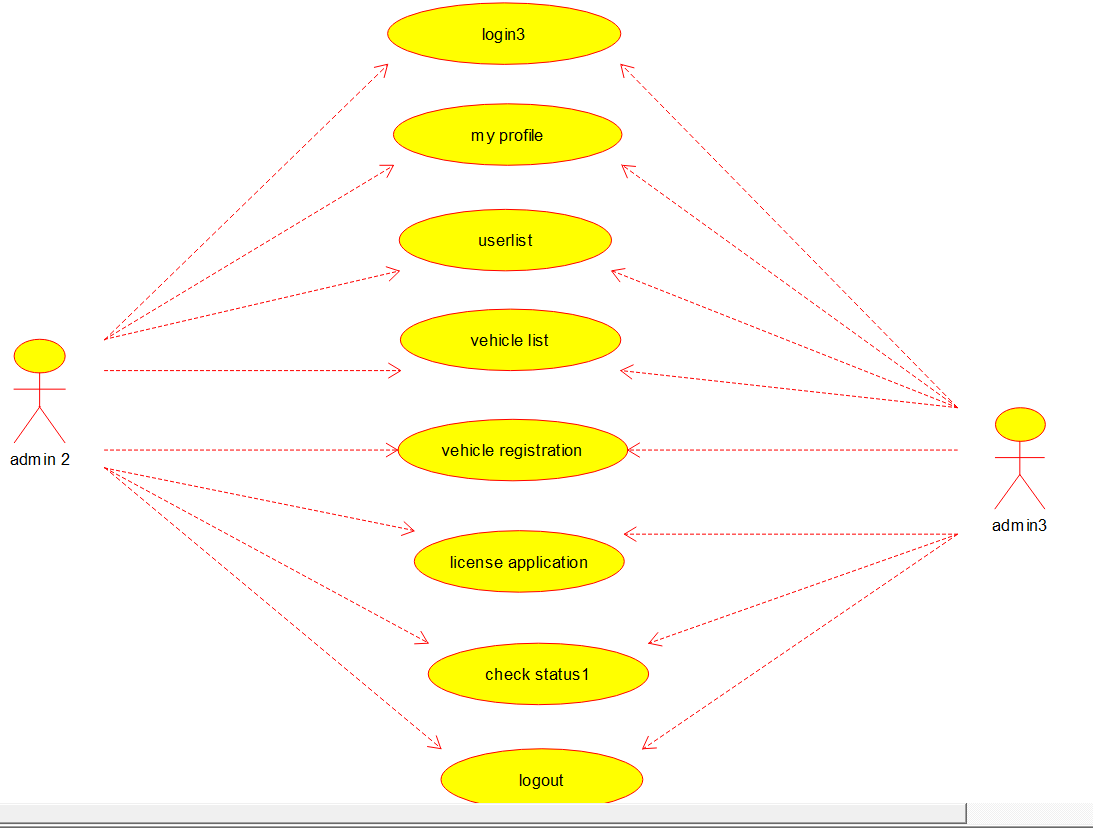 login3
my profile
userlist
vehicle list
vehicle registration
admin 2
admin3
license application
check status1
logout